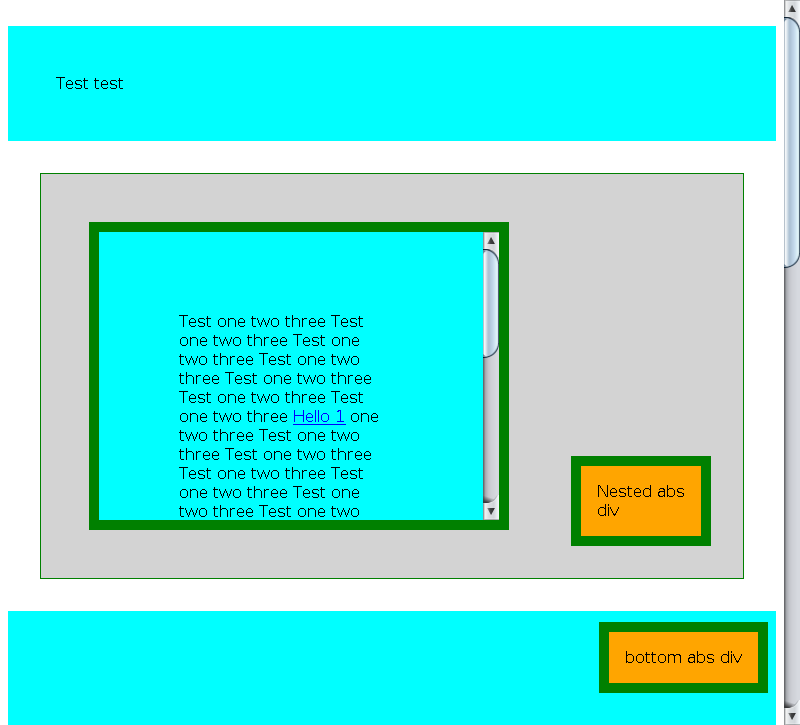 Test test
Test one two three Test
one two three Test one
two three Test one two
three Test one two three
Test one two three Test
one two three Hello 1 one
two three Test one two
three Test one two three
Test one two three Test
one two three Test one
two three Test one two
Nested abs
div
bottom abs div